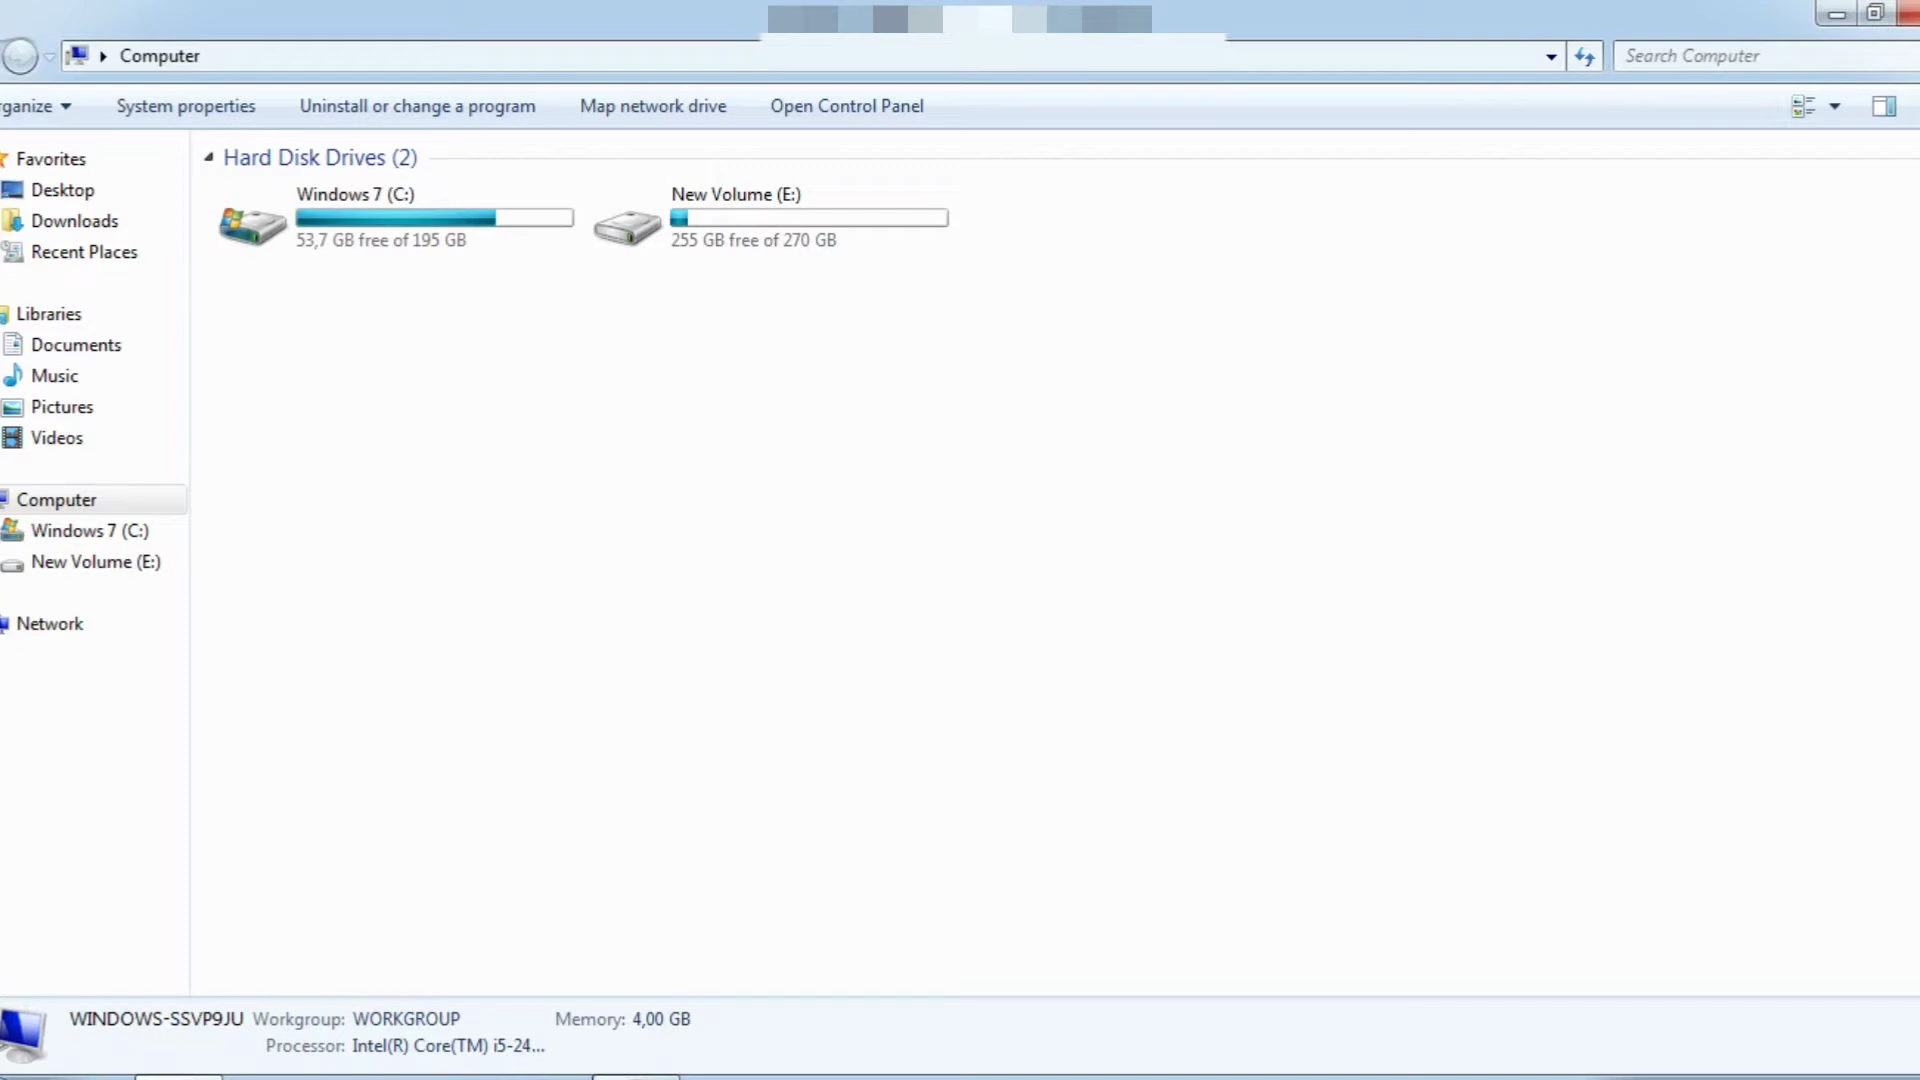 Computer
Search Computer
rganize
System properties
Uninstall or change a program
Map network drive
Open Control Panel
Favorites
Desktop
Downloads
Recent Places
Libraries
Documents
Music
Pictures
Videos
Computer
Windows 7 (C:)
New Volume (E:)
Network
Hard Disk Drives (2)
Windows 7 (C:)
53,7 GB free of 195 GB
New Volume (E:)
255 GB free of 270 GB
WINDOWS-SSVP9JU Workgroup: WORKGROUP Memory: 4,00 GB
Processor: Intel(R) Core(TM) i5-24...